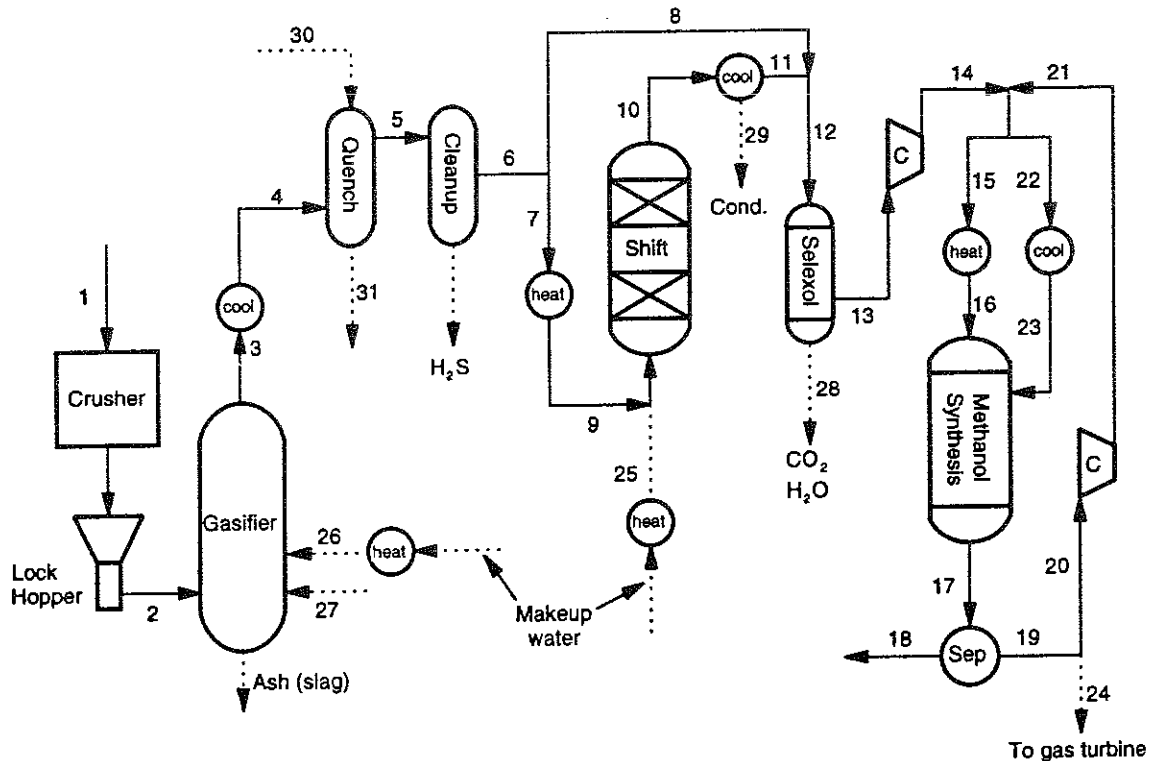 8
30
11
14
21
10
cool
5
29
12
Quench
Cleanup
6
C
4
7
Cond.
15
22
Shift
Selexol
1
heat
heat
cool
31
cool
13
16
23
3
H₂S
28
Crusher
9
Methanol
Synthesis
CO₂
H₂O
25
C
Gasifier
26
heat
heat
Lock
Hopper
2
27
Makeup
water
20
17
18
Sep
19
Ash (slag)
24
To gas turbine